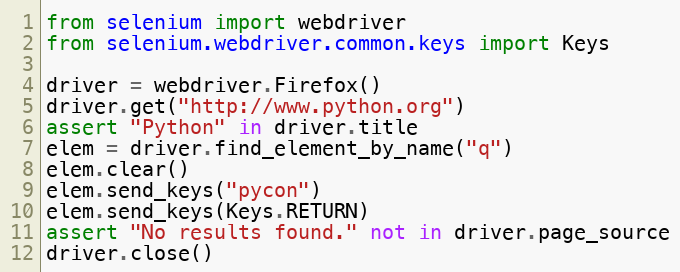 1 from selenium import webdriver
2 from selenium.webdriver.common.keys import Keys
3
4 driver = webdriver.Firefox()
5 driver.get("http://www.python.org")
6 assert "Python" in driver.title
7 elem = driver.find_element_by_name("q")
8 elem.clear()
9 elem.send_keys("pycon")
10 elem.send_keys(Keys.RETURN)
11 assert "No results found." not in driver.page_source
12 driver.close()